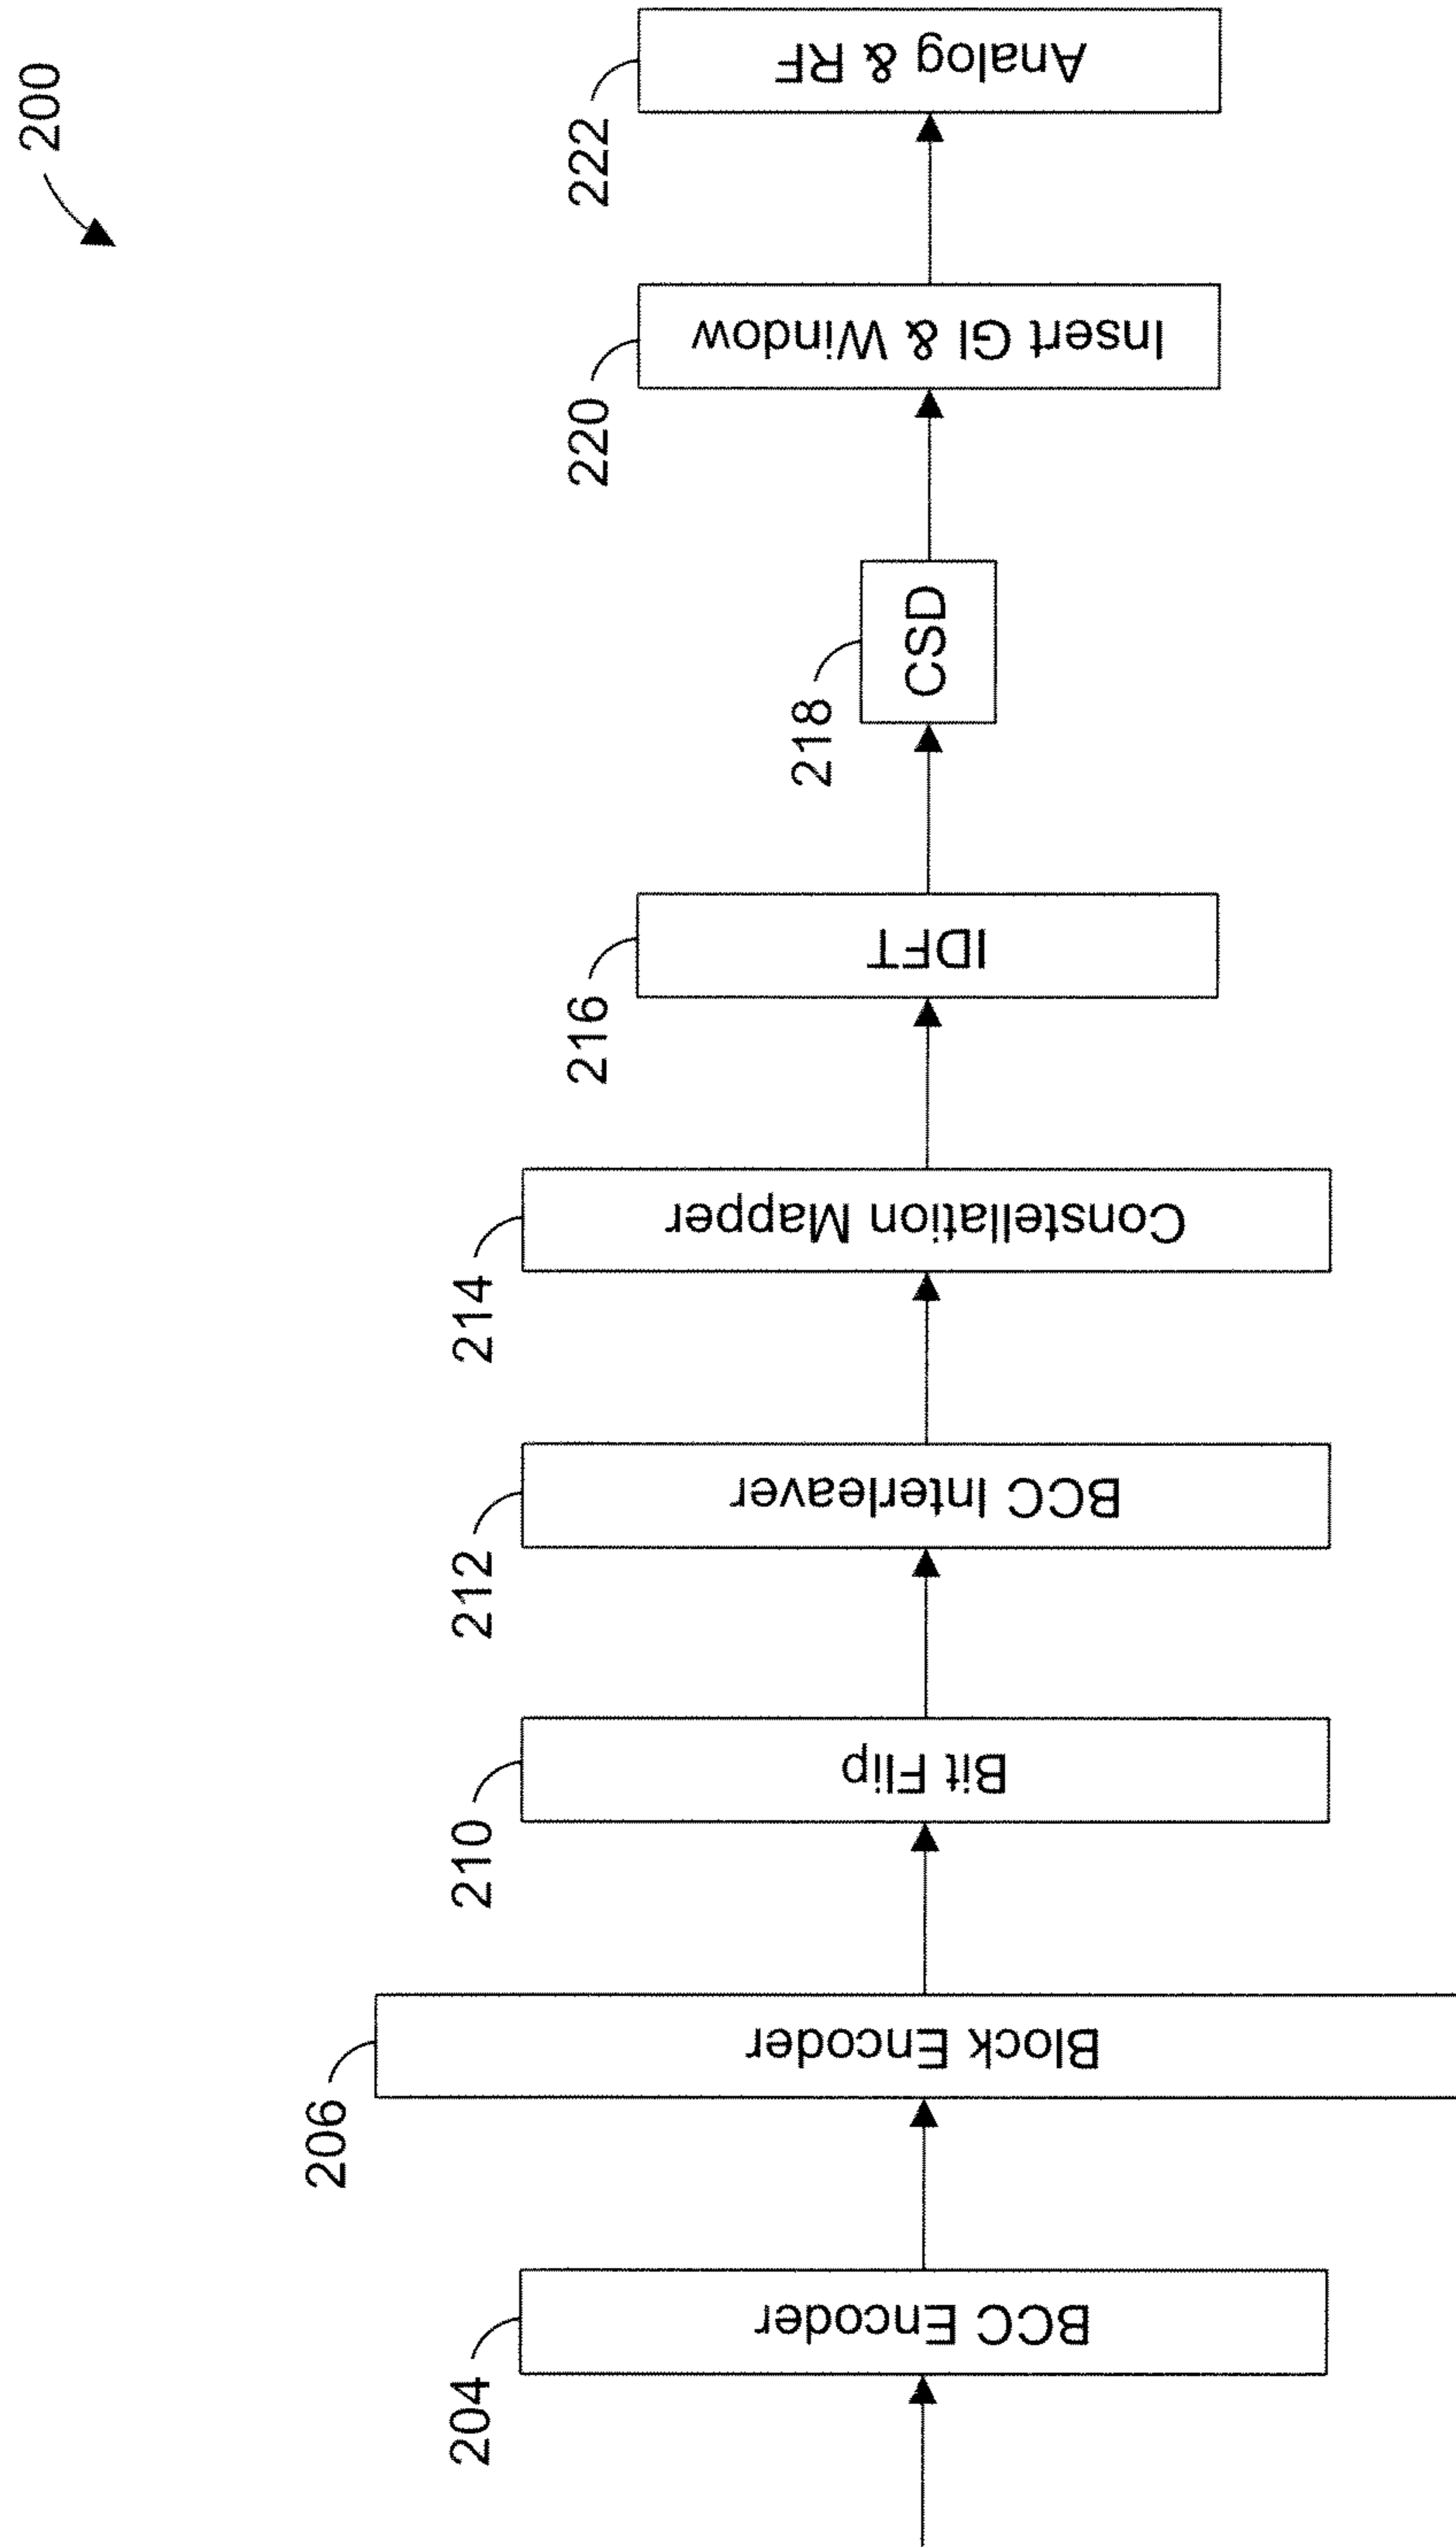 200
204
BCC Encoder
206
Block Encoder
210
Bit Flip
212
BCC Interleaver
214
Constellation Mapper
216
IDFT
218
CSD
220
Insert GI & Window
222
Analog & RF